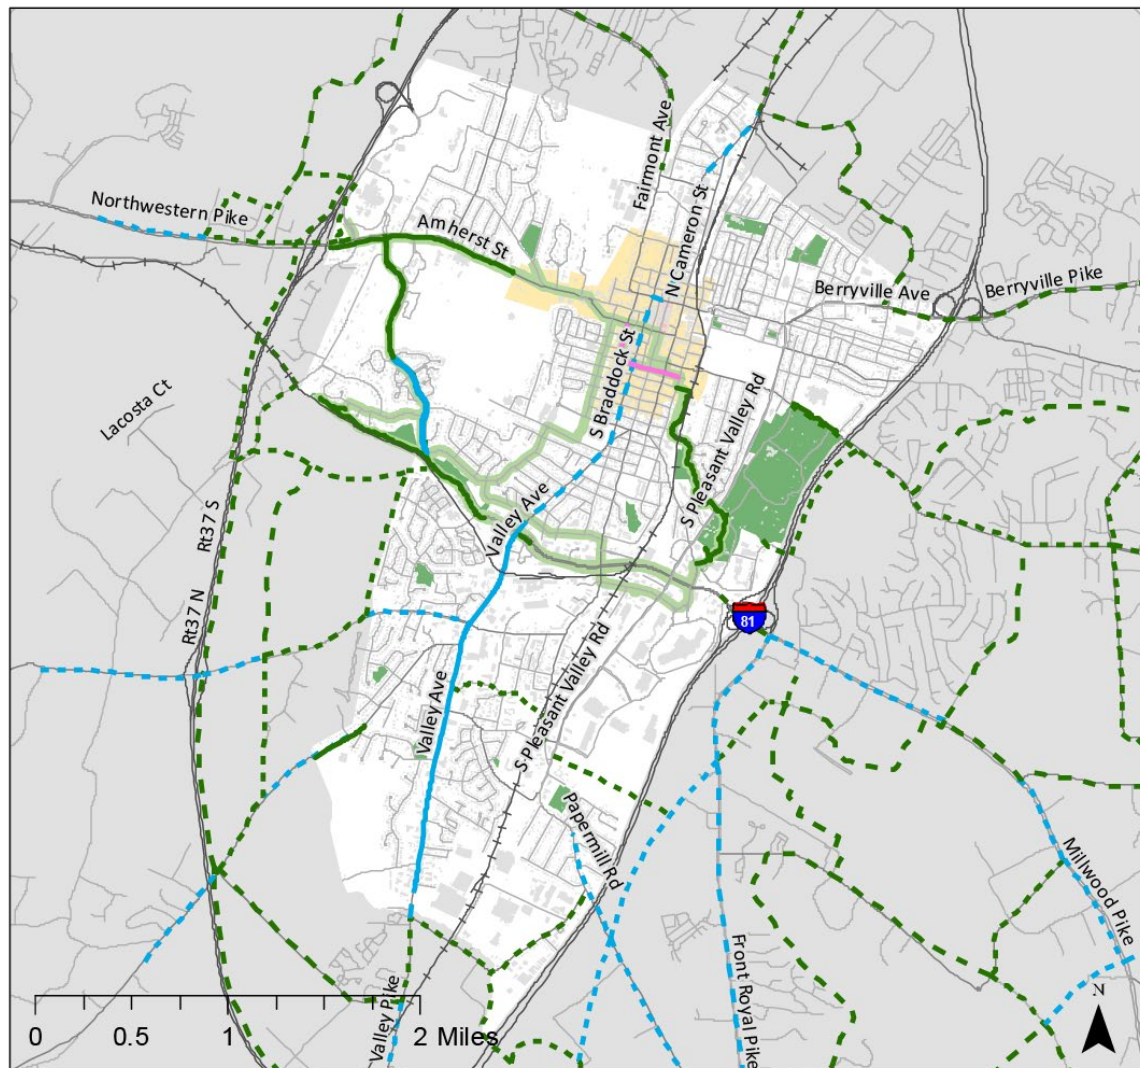 Fairmont Ave
N Cameron St
Northwestern Pike
Amherst St
Berryville Ave
Berryville Pike
S Braddock St
S Pleasant Valley Rd
Lacosta Ct
Valley Ave
Rt37 S
Rt37 N
81
S Pleasant Valley Rd
Valley Ave
Papermill Rd
Millwood Pike
Front Royal Pike
Valley Pike
N
0 0.5 1 2 Miles